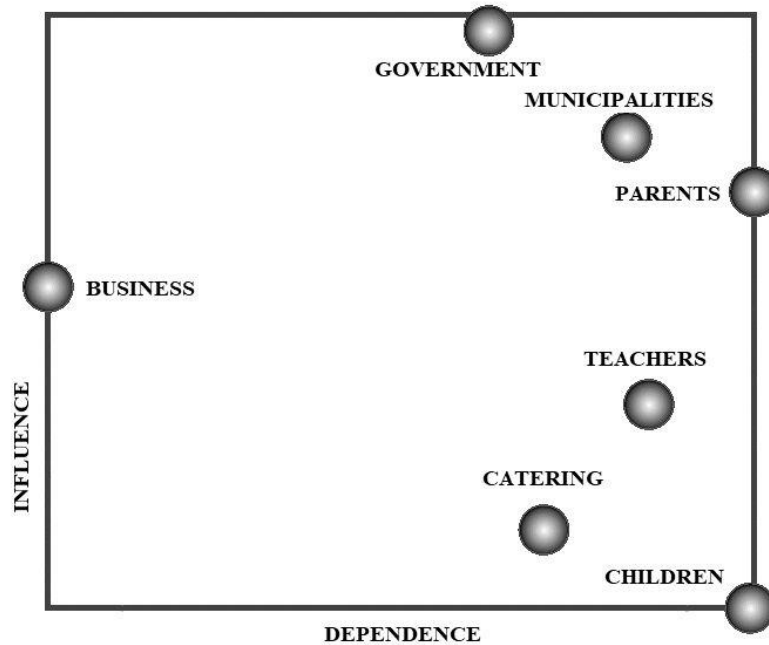 GOVERNMENT
MUNICIPALITIES
PARENTS
BUSINESS
TEACHERS
INFLUENCE
CATERING
CHILDREN
DEPENDENCE